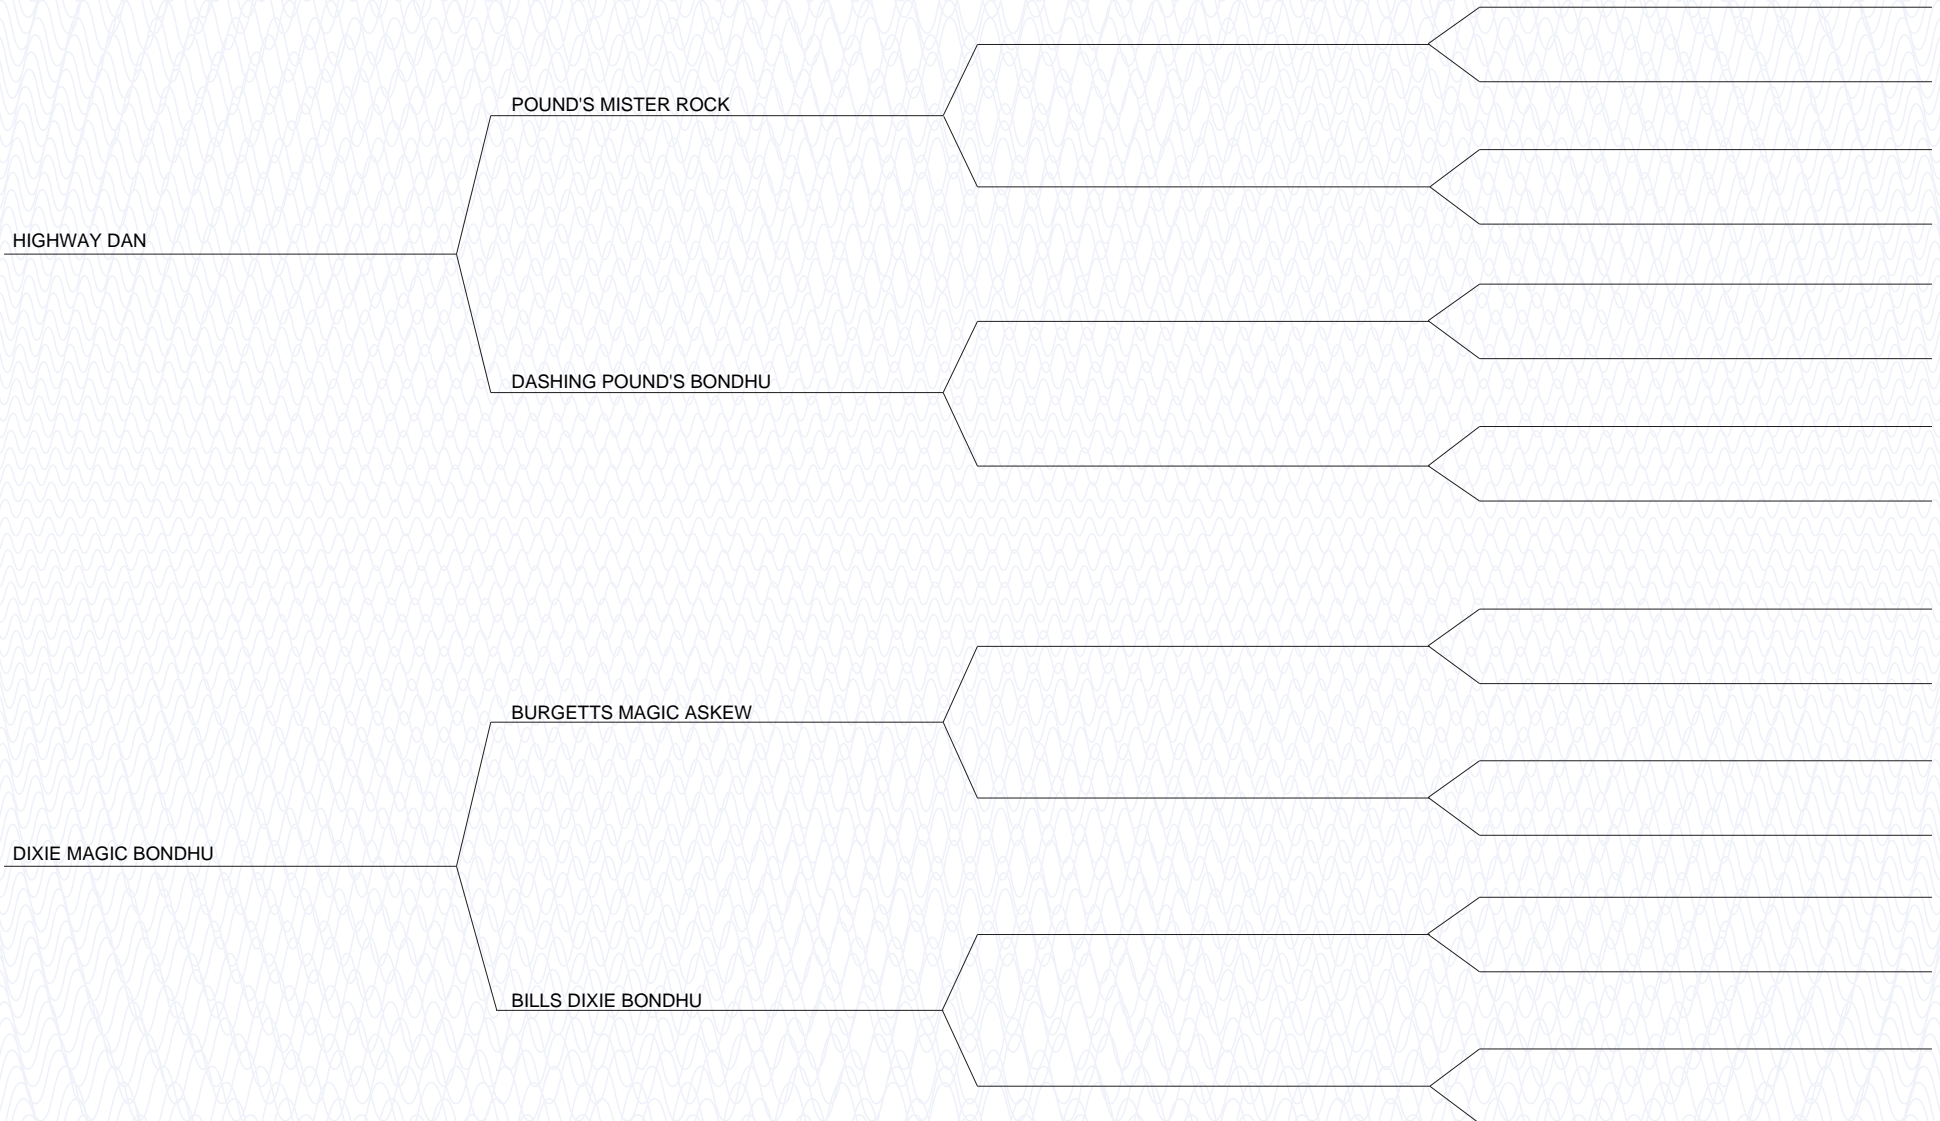 POUND'S MISTER ROCK
HIGHWAY DAN
DASHING POUND'S BONDHU
BURGETTS MAGIC ASKEW
DIXIE MAGIC BONDHU
BILLS DIXIE BONDHU